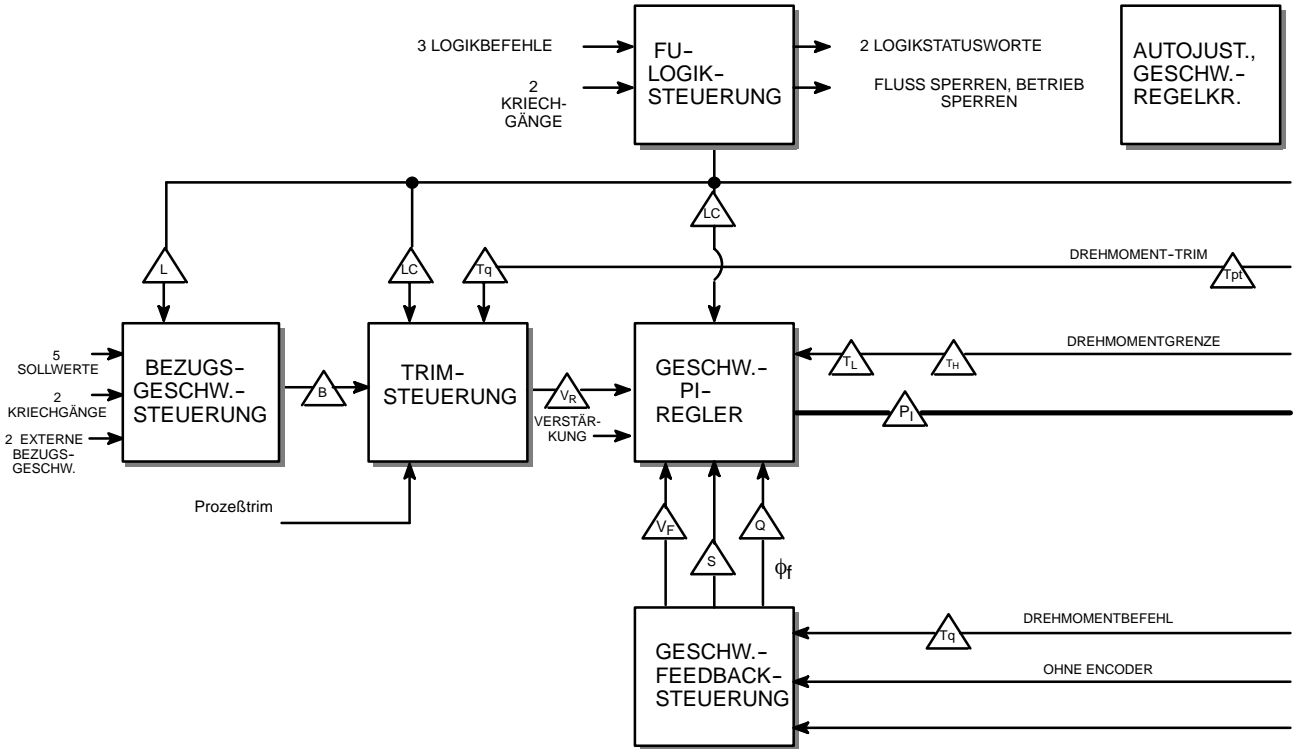 3 LOGIKBEFEHLE
2
KRIECH-
GÄNGE
FU-
LOGIK-
STEUERUNG
2 LOGIKSTATUSWORTE
FLUSS SPERREN, BETRIEB
SPERREN
AUTOJUST.,
GESCHW.-
REGELKR.
LC
L
LC
Tq
DREHMOMENT-TRIM
Tpt
5
SOLLWERTE
2
KRIECHGÄNGE
2 EXTERNE
BEZUGS-
GESCHW.
BEZUGS-
GESCHW.-
STEUERUNG
B
TRIM-
STEUERUNG
VR
VERSTÄR-
KUNG
GESCHW.-
PI-
REGLER
DREHMOMENTGRENZE
TL
TH
PI
Prozeßtrim
VF
S
Q
ϕf
GESCHW.-
FEEDBACK-
STEUERUNG
DREHMOMENTBEFEHL
Tq
OHNE ENCODER